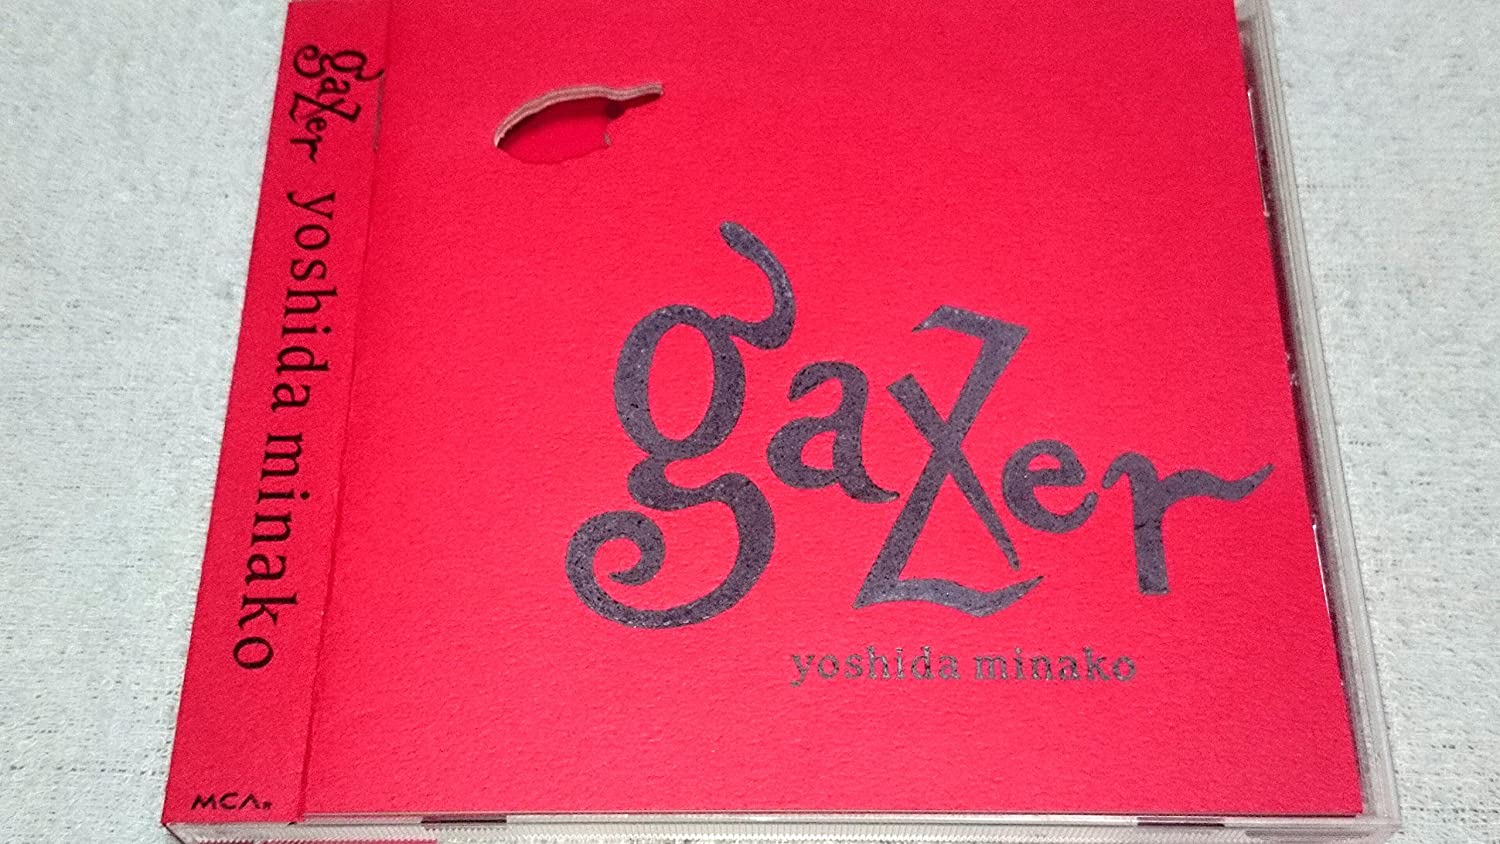 gaZer
yoshida minako
MCA
gaZer
yoshida minako